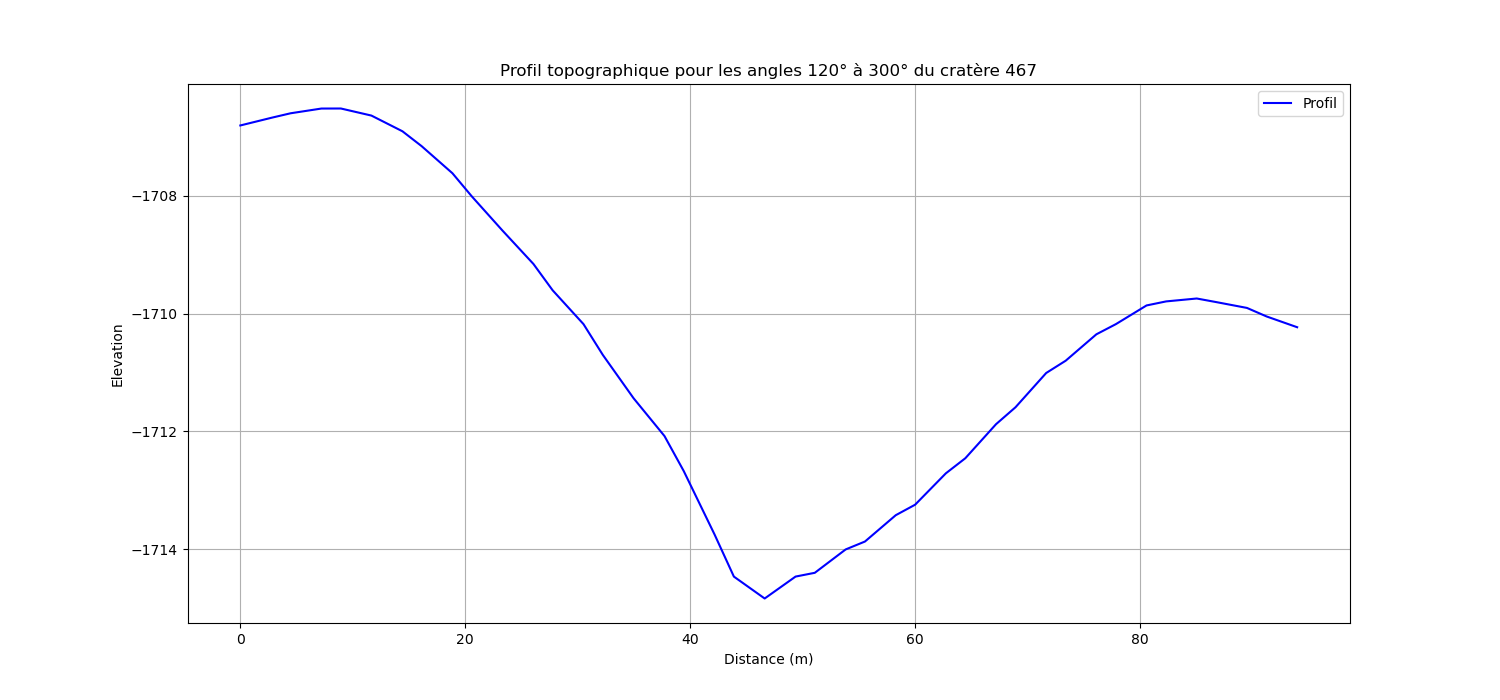 Profil topographique pour les angles 120° à 300° du cratère 467
Profil
Elevation
−1708
−1710
−1712
−1714
0 20 40 60 80
Distance (m)